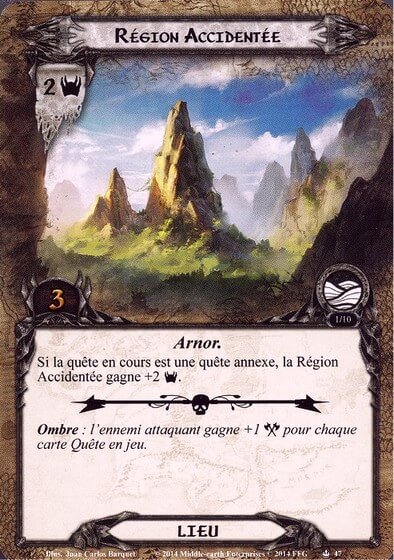 RÉGION ACCIDENTÉE
2
3
1/10
Arnor.
Si la quête en cours est une quête annexe, la Région
Accidentée gagne +2 .
Ombre : l'ennemi attaquant gagne +1 pour chaque
carte Quête en jeu.
LIEU
Illus. Juan Carlos Barquet 2014 Middle-earth Enterprises © 2014 FFG 47